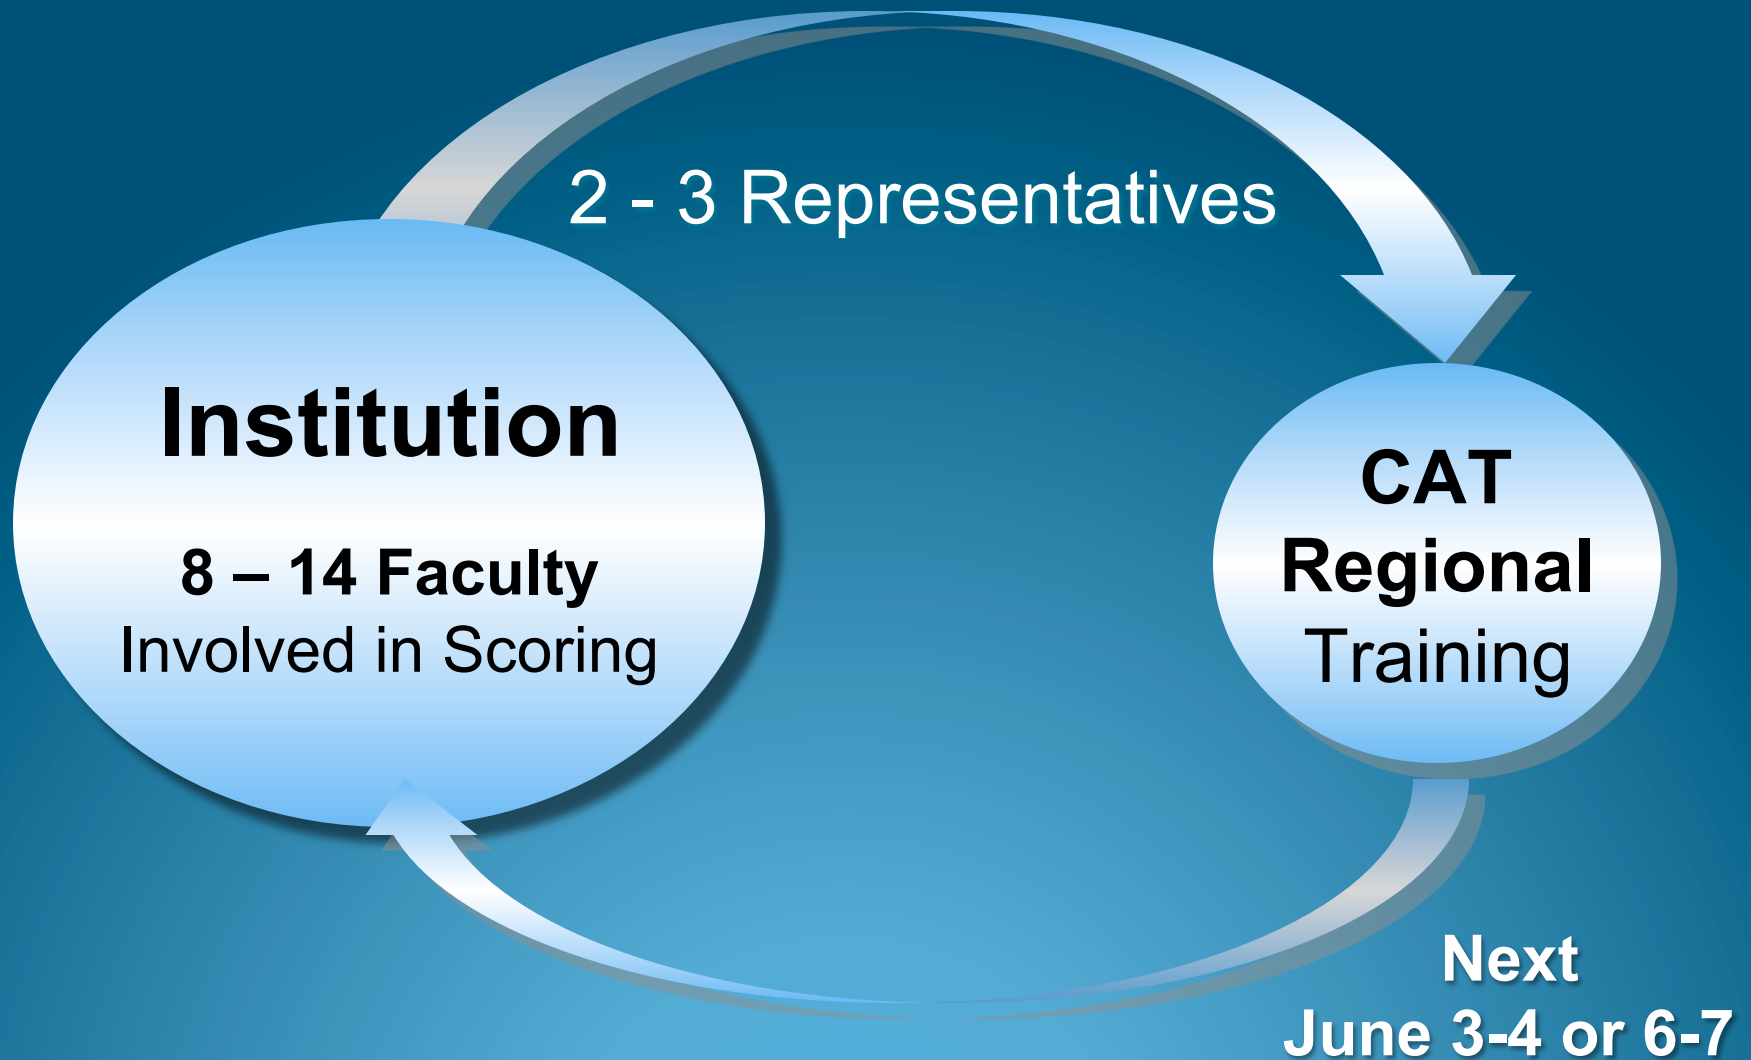 2 - 3 Representatives
Institution
8 – 14 Faculty
Involved in Scoring
CAT
Regional
Training
Next
June 3-4 or 6-7